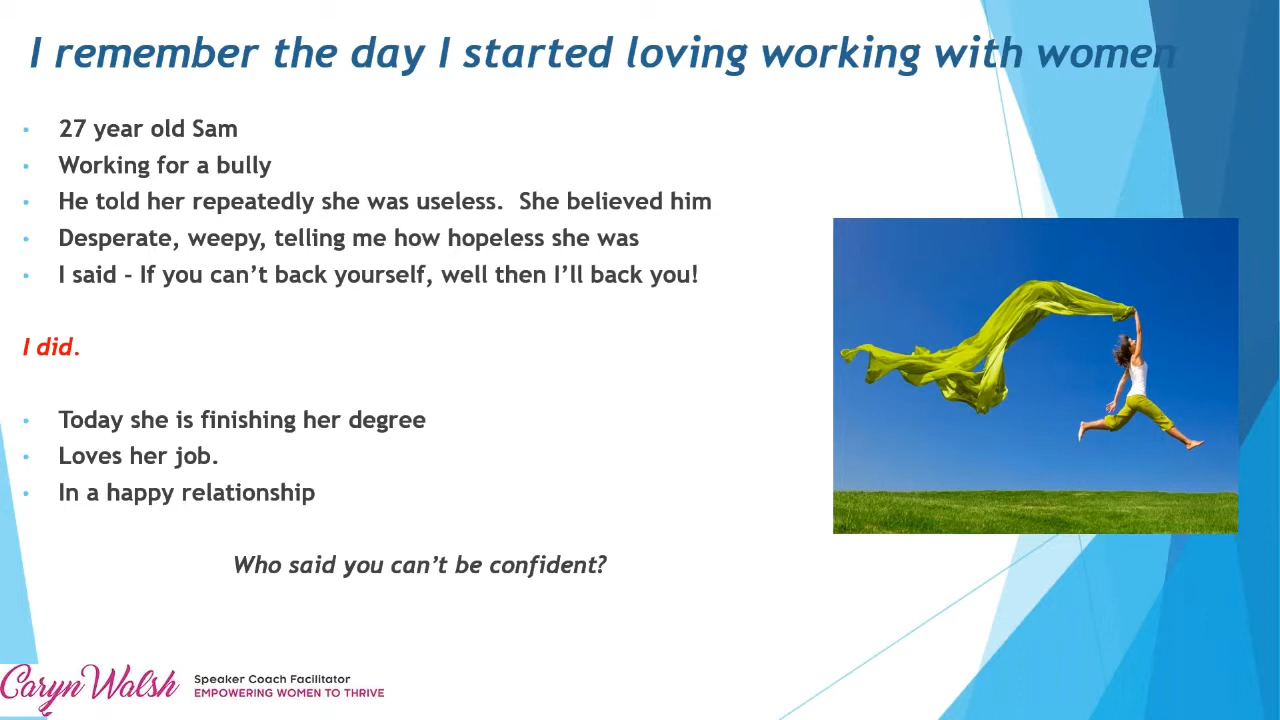 I remember the day I started loving working with women
• 27 year old Sam
• Working for a bully
• He told her repeatedly she was useless.  She believed him
• Desperate, weepy, telling me how hopeless she was
• I said - If you can’t back yourself, well then I’ll back you!
I did.
• Today she is finishing her degree
• Loves her job.
• In a happy relationship
Who said you can’t be confident?
Caryn Walsh
Speaker Coach Facilitator
EMPOWERING WOMEN TO THRIVE